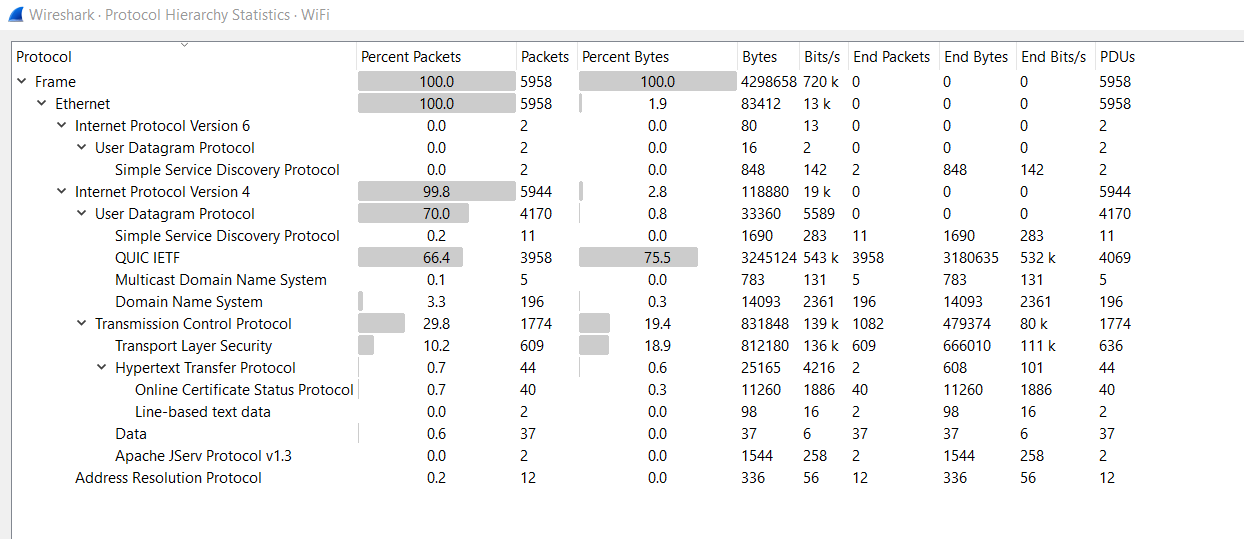 Wireshark · Protocol Hierarchy Statistics · WiFi
Protocol Percent Packets Packets Percent Bytes Bytes Bits/s End Packets End Bytes End Bits/s PDUs
Frame 100.0 5958 100.0 4298658 720 k 0 0 0 5958
Ethernet 100.0 5958 1.9 83412 13 k 0 0 0 5958
Internet Protocol Version 6 0.0 2 0.0 80 13 0 0 0 2
User Datagram Protocol 0.0 2 0.0 16 2 0 0 0 2
Simple Service Discovery Protocol 0.0 2 0.0 848 142 2 848 142 2
Internet Protocol Version 4 99.8 5944 2.8 118880 19 k 0 0 0 5944
User Datagram Protocol 70.0 4170 0.8 33360 5589 0 0 0 4170
Simple Service Discovery Protocol 0.2 11 0.0 1690 283 11 1690 283 11
QUIC IETF 66.4 3958 75.5 3245124 543 k 3958 3180635 532 k 4069
Multicast Domain Name System 0.1 5 0.0 783 131 5 783 131 5
Domain Name System 3.3 196 0.3 14093 2361 196 14093 2361 196
Transmission Control Protocol 29.8 1774 19.4 831848 139 k 1082 479374 80 k 1774
Transport Layer Security 10.2 609 18.9 812180 136 k 609 666010 111 k 636
Hypertext Transfer Protocol 0.7 44 0.6 25165 4216 2 608 101 44
Online Certificate Status Protocol 0.7 40 0.3 11260 1886 40 11260 1886 40
Line-based text data 0.0 2 0.0 98 16 2 98 16 2
Data 0.6 37 0.0 37 6 37 37 6 37
Apache JServ Protocol v1.3 0.0 2 0.0 1544 258 2 1544 258 2
Address Resolution Protocol 0.2 12 0.0 336 56 12 336 56 12